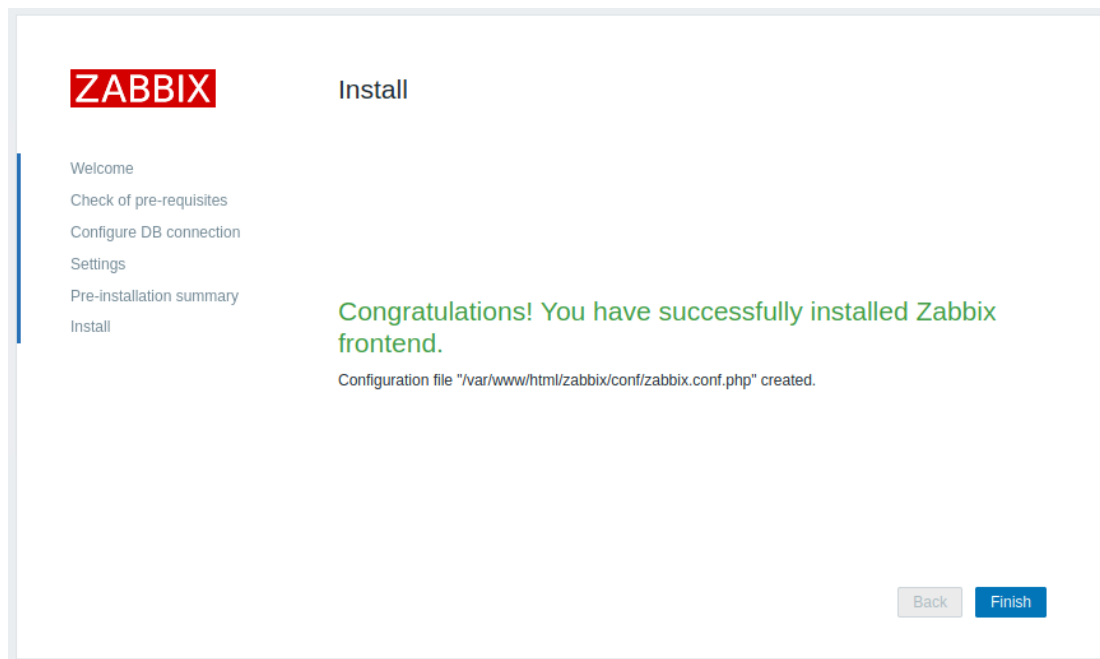 ZABBIX
Install
Welcome
Check of pre-requisites
Configure DB connection
Settings
Pre-installation summary
Install
Congratulations! You have successfully installed Zabbix
frontend.
Configuration file "/var/www/html/zabbix/conf/zabbix.conf.php" created.
Back
Finish